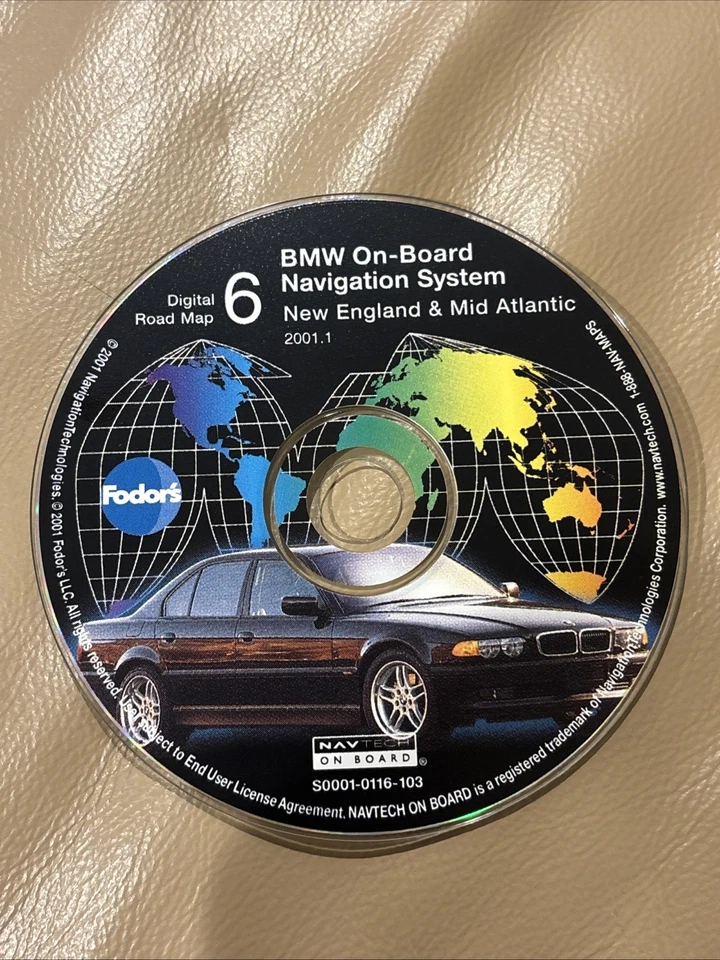 BMW On-Board
Navigation System
Digital
Road Map
6
New England & Mid Atlantic
2001.1
Fodor's
NAVTECH
ON BOARD®
S0001-0116-103
© 2001 NavigationTechnologies. © 2001 Fodor's LLC. All rights reserved. Use subject to End User License Agreement. NAVTECH ON BOARD is a registered trademark of NavigationTechnologies Corporation. www.navtech.com 1-888-NAV-MAPS